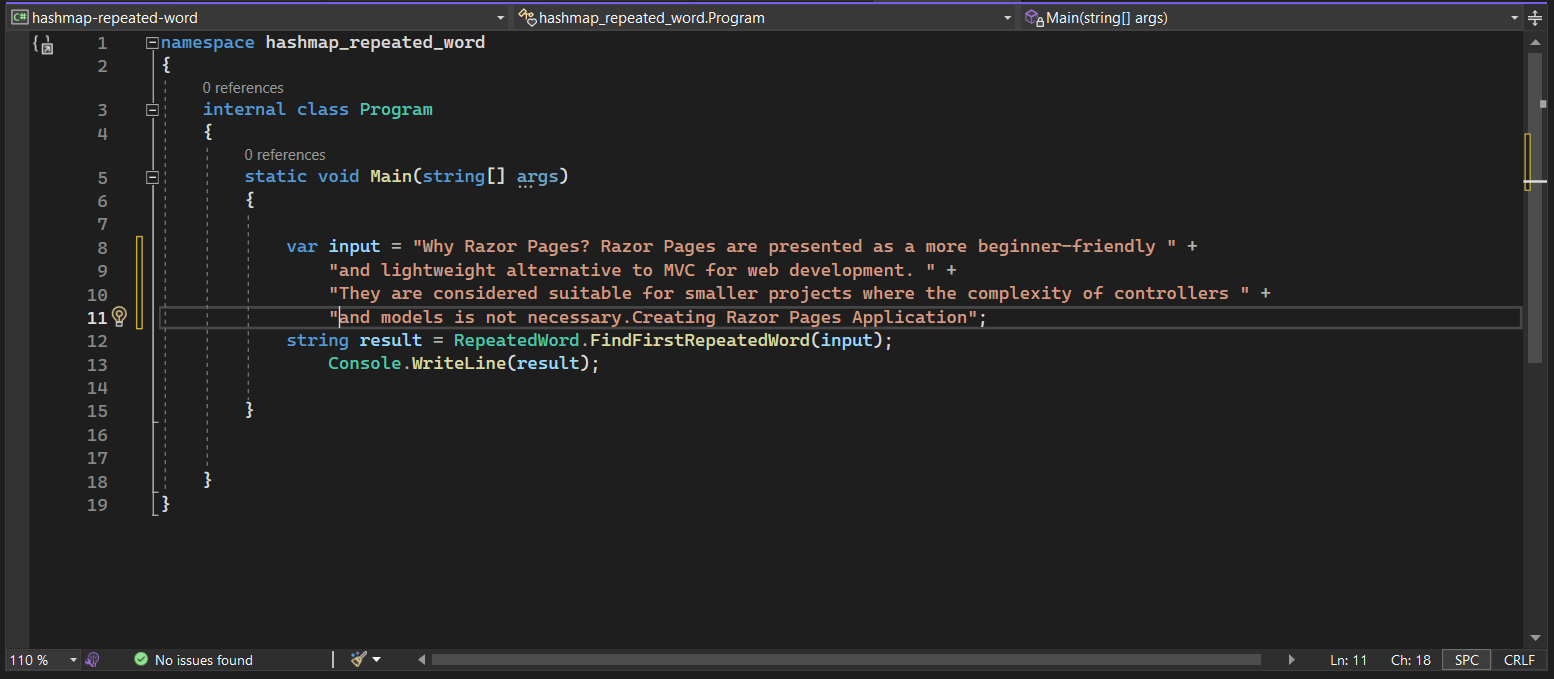 C# hashmap-repeated-word hashmap_repeated_word.Program Main(string[] args)
1 namespace hashmap_repeated_word
2 {
0 references
3 internal class Program
4 {
0 references
5 static void Main(string[] args)
6 {
7
8 var input = "Why Razor Pages? Razor Pages are presented as a more beginner-friendly " +
9 "and lightweight alternative to MVC for web development. " +
10 "They are considered suitable for smaller projects where the complexity of controllers " +
11 "and models is not necessary.Creating Razor Pages Application";
12 string result = RepeatedWord.FindFirstRepeatedWord(input);
13 Console.WriteLine(result);
14
15 }
16
17
18 }
19 }
110 % No issues found Ln: 11 Ch: 18 SPC CRLF